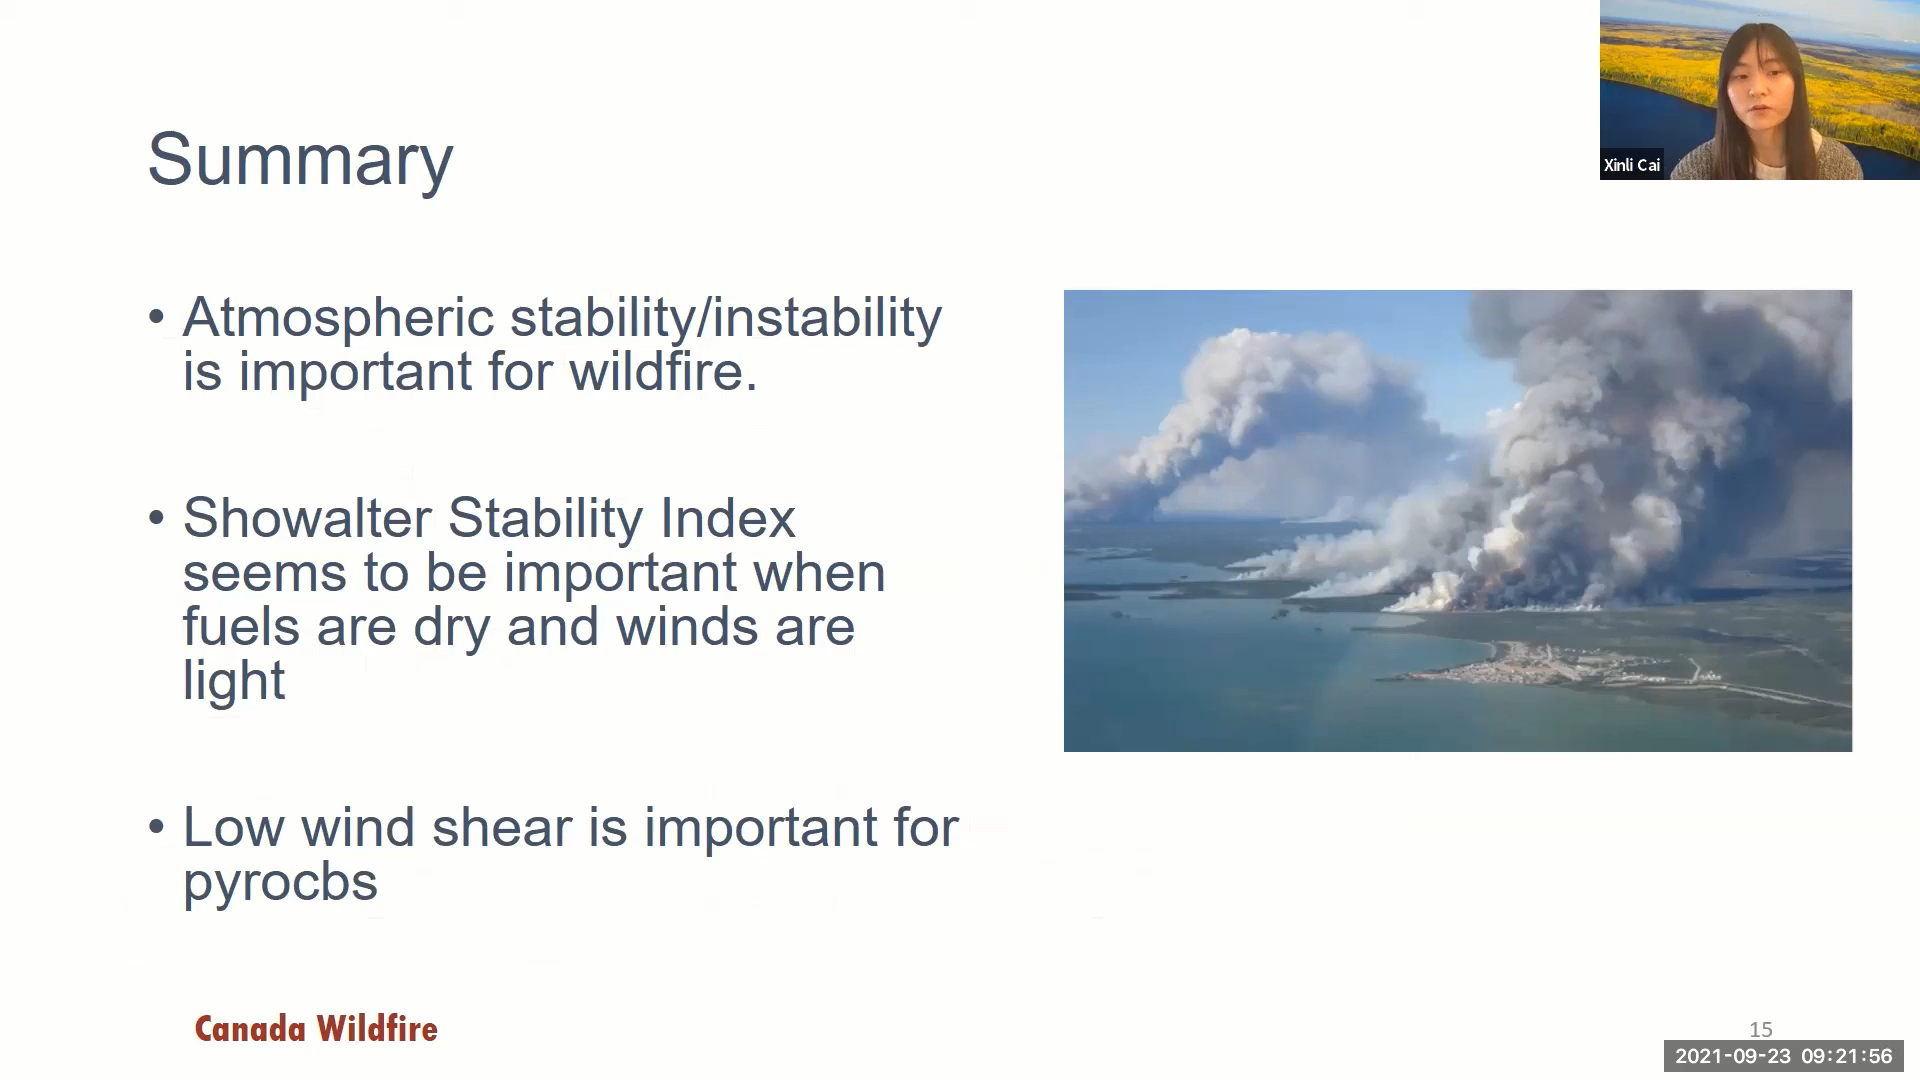 Xinli Cai
Summary
• Atmospheric stability/instability
is important for wildfire.
• Showalter Stability Index
seems to be important when
fuels are dry and winds are
light
• Low wind shear is important for
pyrocbs
Canada Wildfire
15
2021-09-23 09:21:56